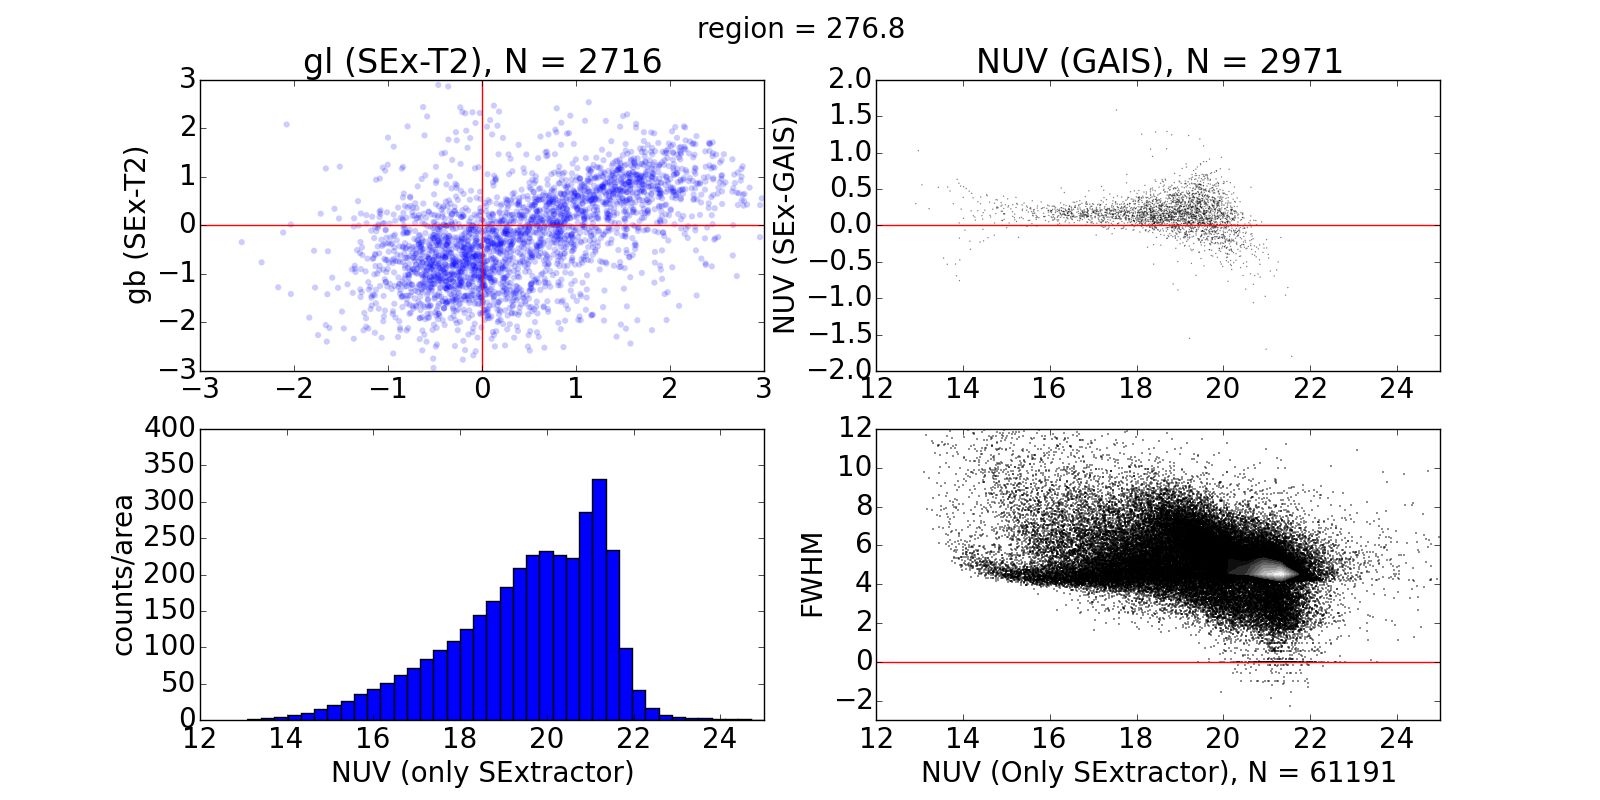 region = 276.8
gl (SEx-T2), N = 2716
gb (SEx-T2)
3
2
1
0
−1
−2
−3
−3 −2 −1 0 1 2 3
NUV (GAIS), N = 2971
NUV (SEx-GAIS)
2.0
1.5
1.0
0.5
0.0
−0.5
−1.0
−1.5
−2.0
12 14 16 18 20 22 24
counts/area
400
350
300
250
200
150
100
50
0
12 14 16 18 20 22 24
NUV (only SExtractor)
FWHM
12
10
8
6
4
2
0
−2
12 14 16 18 20 22 24
NUV (Only SExtractor), N = 61191